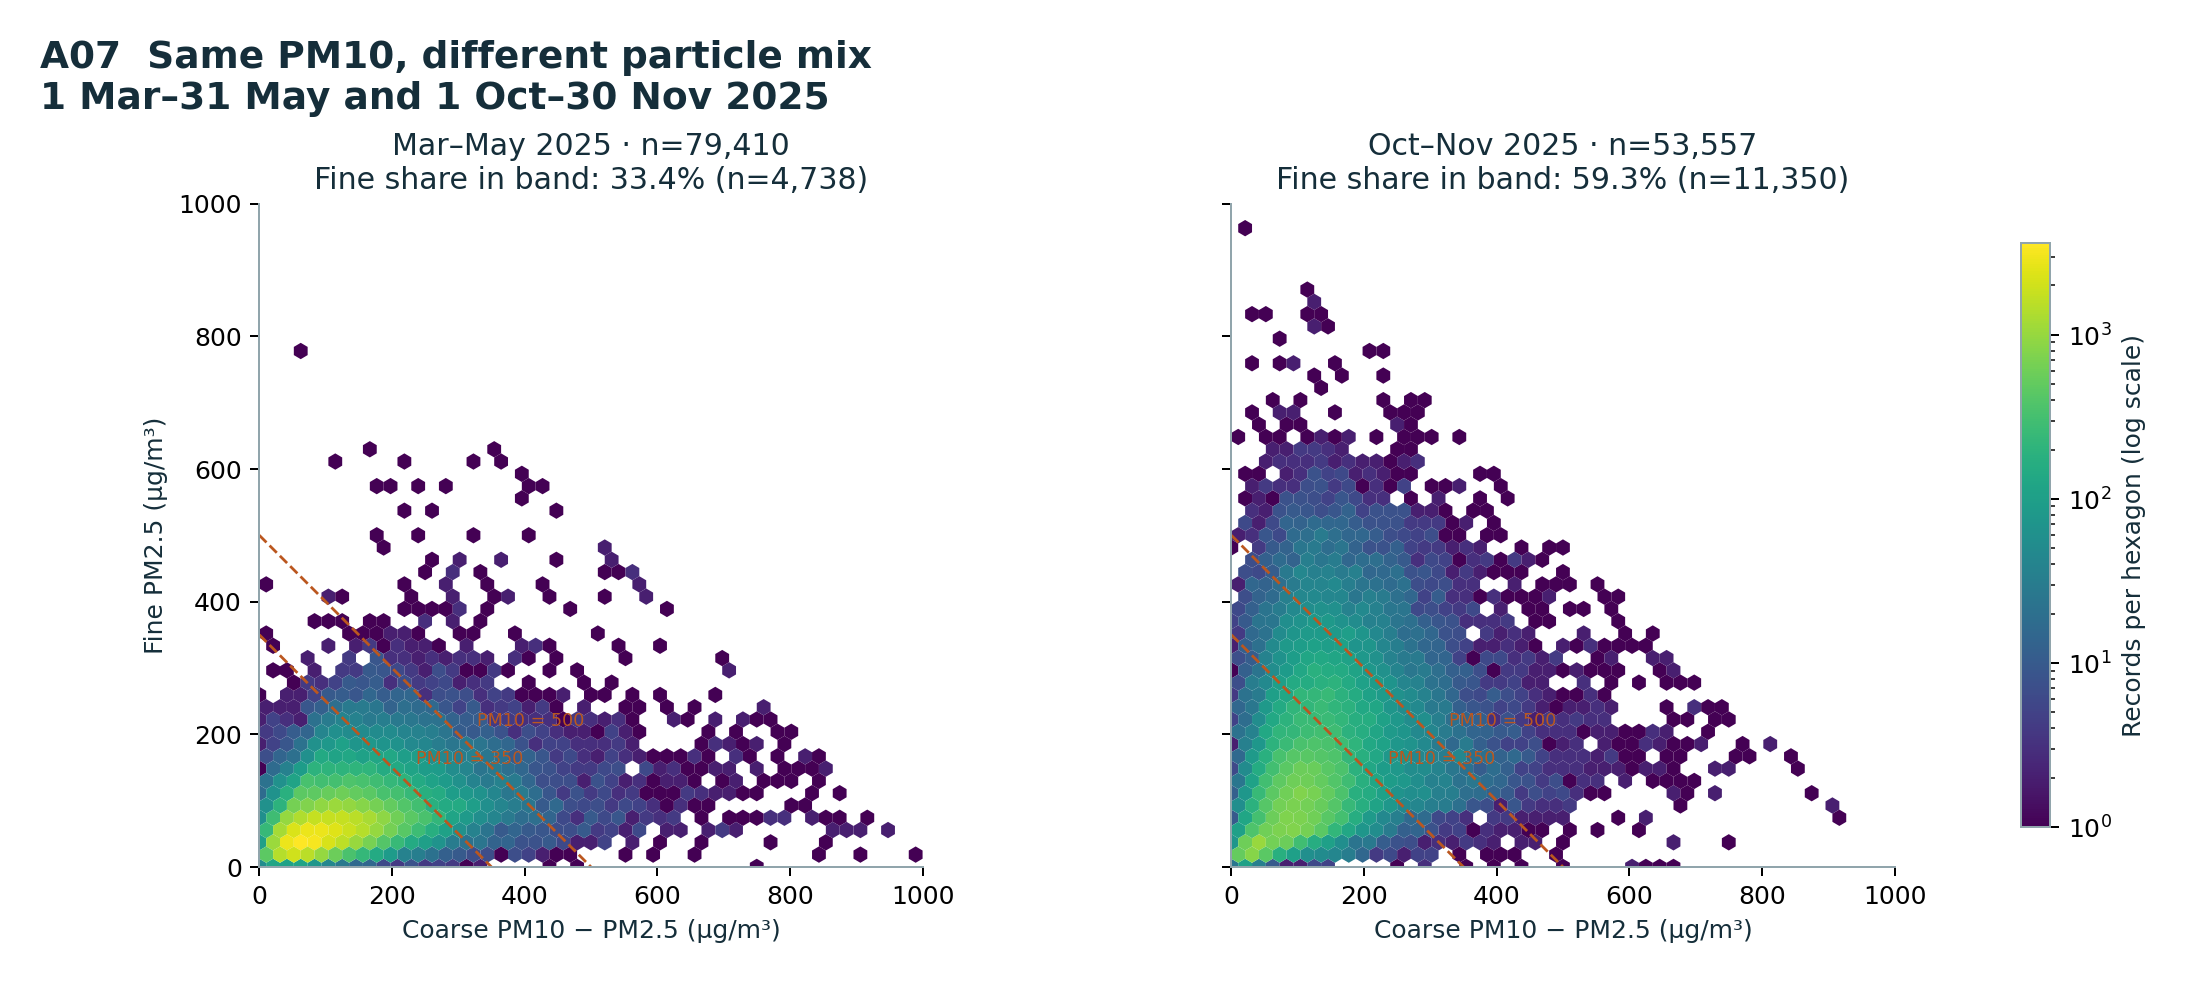 A07  Same PM10, different particle mix
1 Mar–31 May and 1 Oct–30 Nov 2025
Mar–May 2025 · n=79,410
Fine share in band: 33.4% (n=4,738)
Oct–Nov 2025 · n=53,557
Fine share in band: 59.3% (n=11,350)
1000
800
600
400
200
0
Fine PM2.5 (µg/m³)
PM10 = 500
PM10 = 350
0 200 400 600 800 1000
Coarse PM10 − PM2.5 (µg/m³)
PM10 = 500
PM10 = 350
0 200 400 600 800 1000
Coarse PM10 − PM2.5 (µg/m³)
10³
10²
10¹
10⁰
Records per hexagon (log scale)